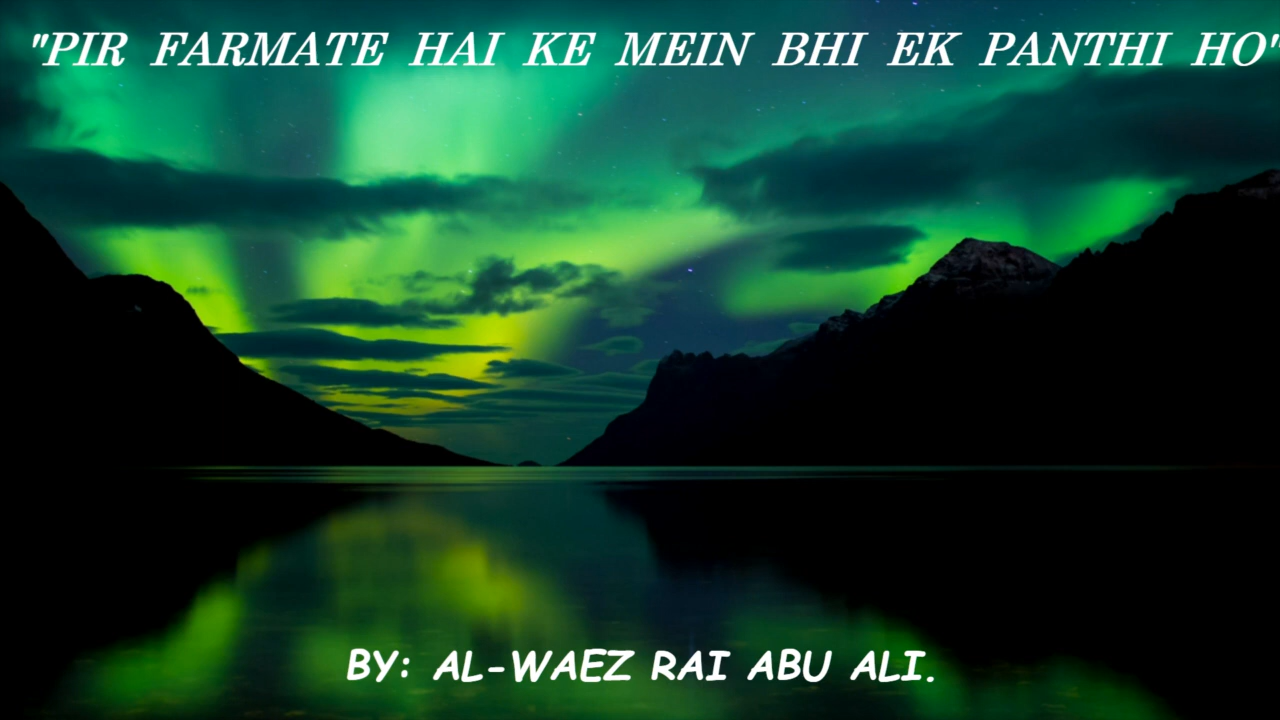 "PIR FARMATE HAI KE MEIN BHI EK PANTHI HO"
BY: AL-WAEZ RAI ABU ALI.